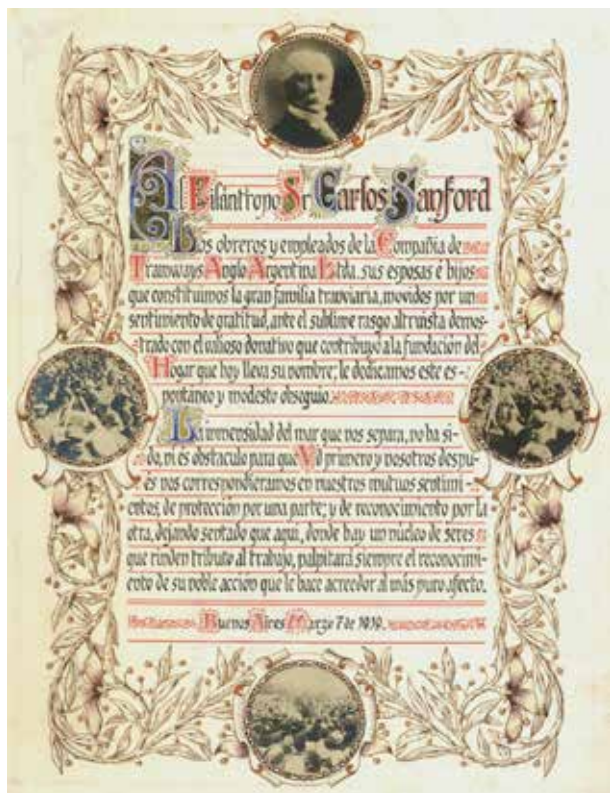 Al Filántropo Sr Carlos Sanford
Los obreros y empleados de la Compañia de
Tramways Anglo Argentina Ltda. sus esposas é hijos
que constituimos la gran familia tranviaria, movidos por un
sentimiento de gratitud, ante el sublime rasgo altruista demos-
trado con el valioso donativo que contribuyó a la fundación del
Hogar que hoy lleva su nombre; le dedicamos este es-
pontaneo y modesto obsequio.
La inmensidad del mar que nos separa, no ha si-
do, ni es obstaculo para que Vd primero y nosotros despu-
és nos correspondieramos en nuestros mutuos sentimi-
entos, de protección por una parte; y de reconocimiento por la
otra, dejando sentado que aqui, donde hay un núcleo de seres
que rinden tributo al trabajo, palpitará siempre el reconocimi-
ento de su noble acción que le hace acreedor al más puro afecto.
Buenos Aires Marzo 7 de 1919.